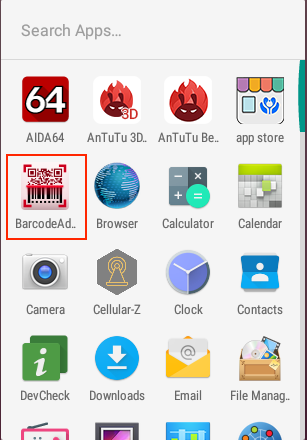 Search Apps…
64
3D
AIDA64
AnTuTu 3D..
AnTuTu Be..
app store
BarcodeAd..
Browser
Calculator
Calendar
Camera
Cellular-Z
Clock
Contacts
DevCheck
Downloads
Email
File Manag..